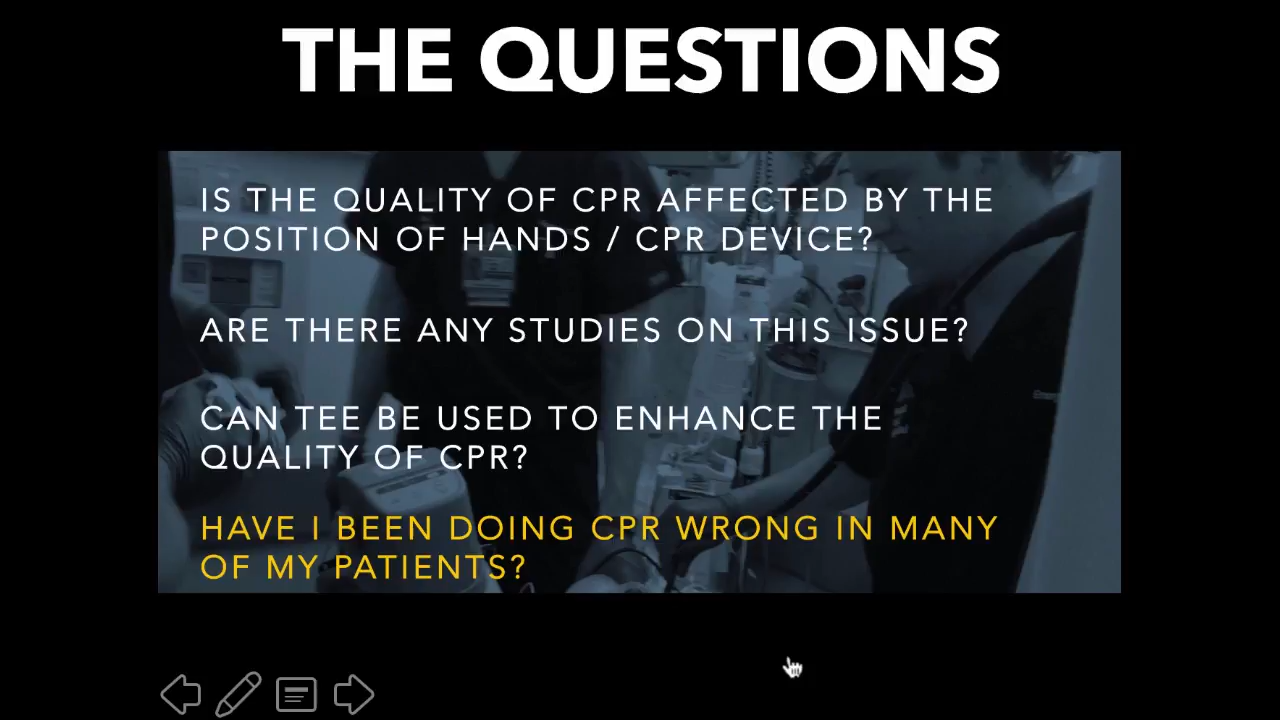 THE QUESTIONS
IS THE QUALITY OF CPR AFFECTED BY THE
POSITION OF HANDS / CPR DEVICE?
ARE THERE ANY STUDIES ON THIS ISSUE?
CAN TEE BE USED TO ENHANCE THE
QUALITY OF CPR?
HAVE I BEEN DOING CPR WRONG IN MANY
OF MY PATIENTS?